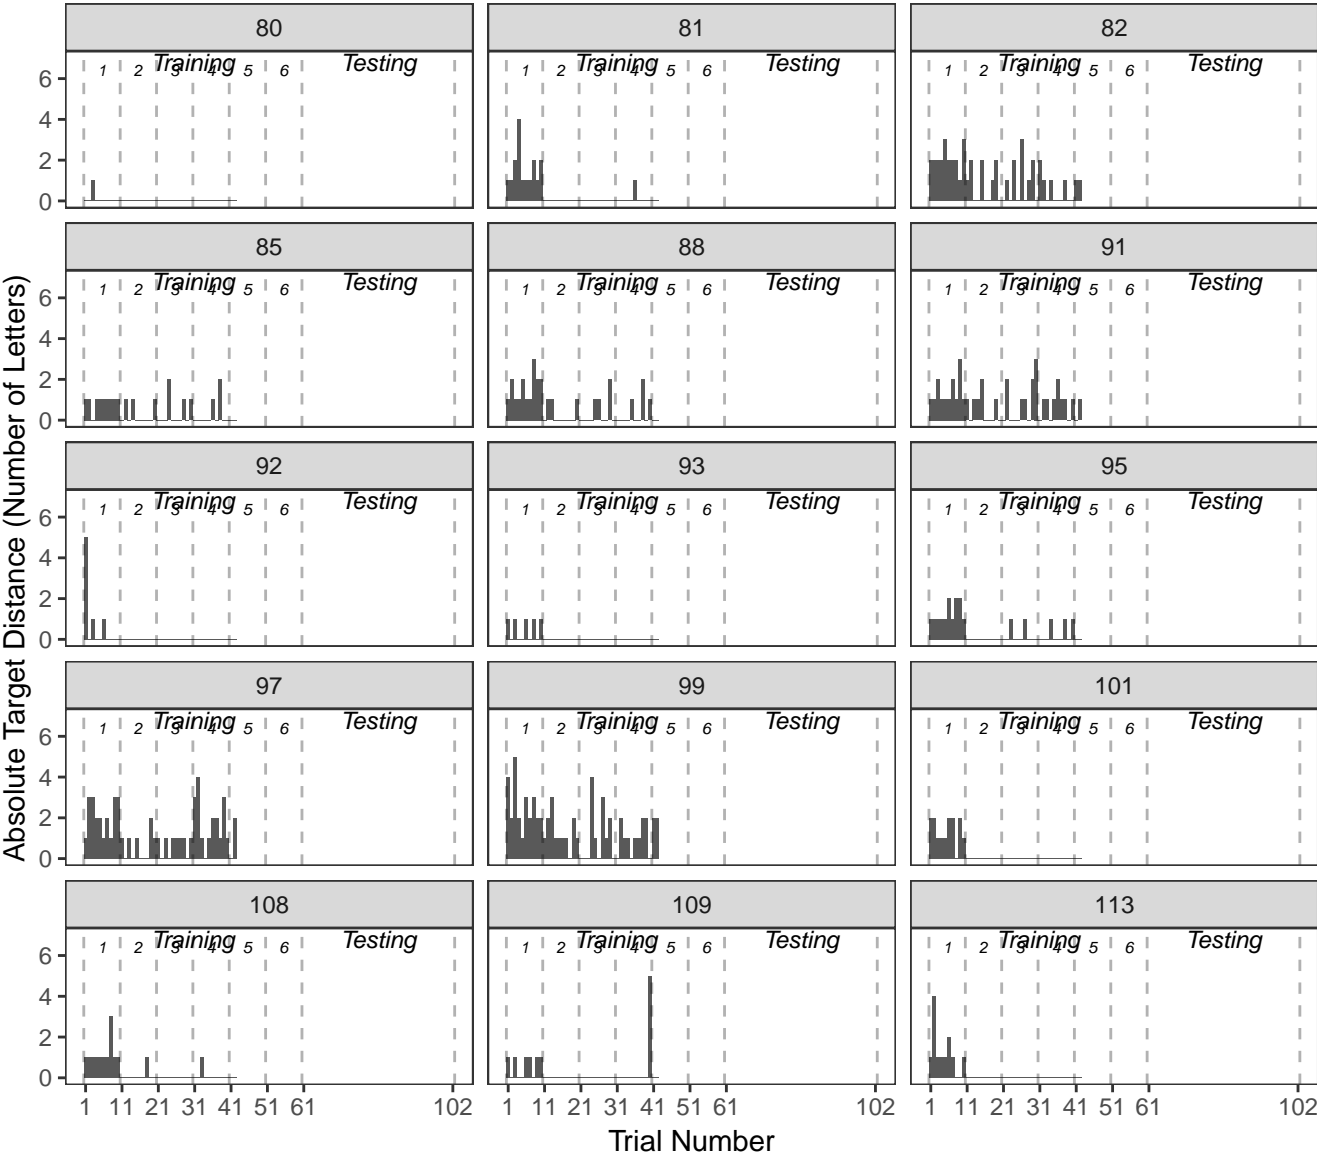 80 81 82
Training Testing Training Testing Training Testing
1 2 3 4 5 6 1 2 3 4 5 6 1 2 3 4 5 6
6
4
2
0
85 88 91
Training Testing Training Testing Training Testing
1 2 3 4 5 6 1 2 3 4 5 6 1 2 3 4 5 6
6
4
2
0
92 93 95
Training Testing Training Testing Training Testing
1 2 3 4 5 6 1 2 3 4 5 6 1 2 3 4 5 6
6
4
2
0
97 99 101
Training Testing Training Testing Training Testing
1 2 3 4 5 6 1 2 3 4 5 6 1 2 3 4 5 6
6
4
2
0
108 109 113
Training Testing Training Testing Training Testing
1 2 3 4 5 6 1 2 3 4 5 6 1 2 3 4 5 6
6
4
2
0
1 11 21 31 41 51 61 102 1 11 21 31 41 51 61 102 1 11 21 31 41 51 61 102
Trial Number
Absolute Target Distance (Number of Letters)